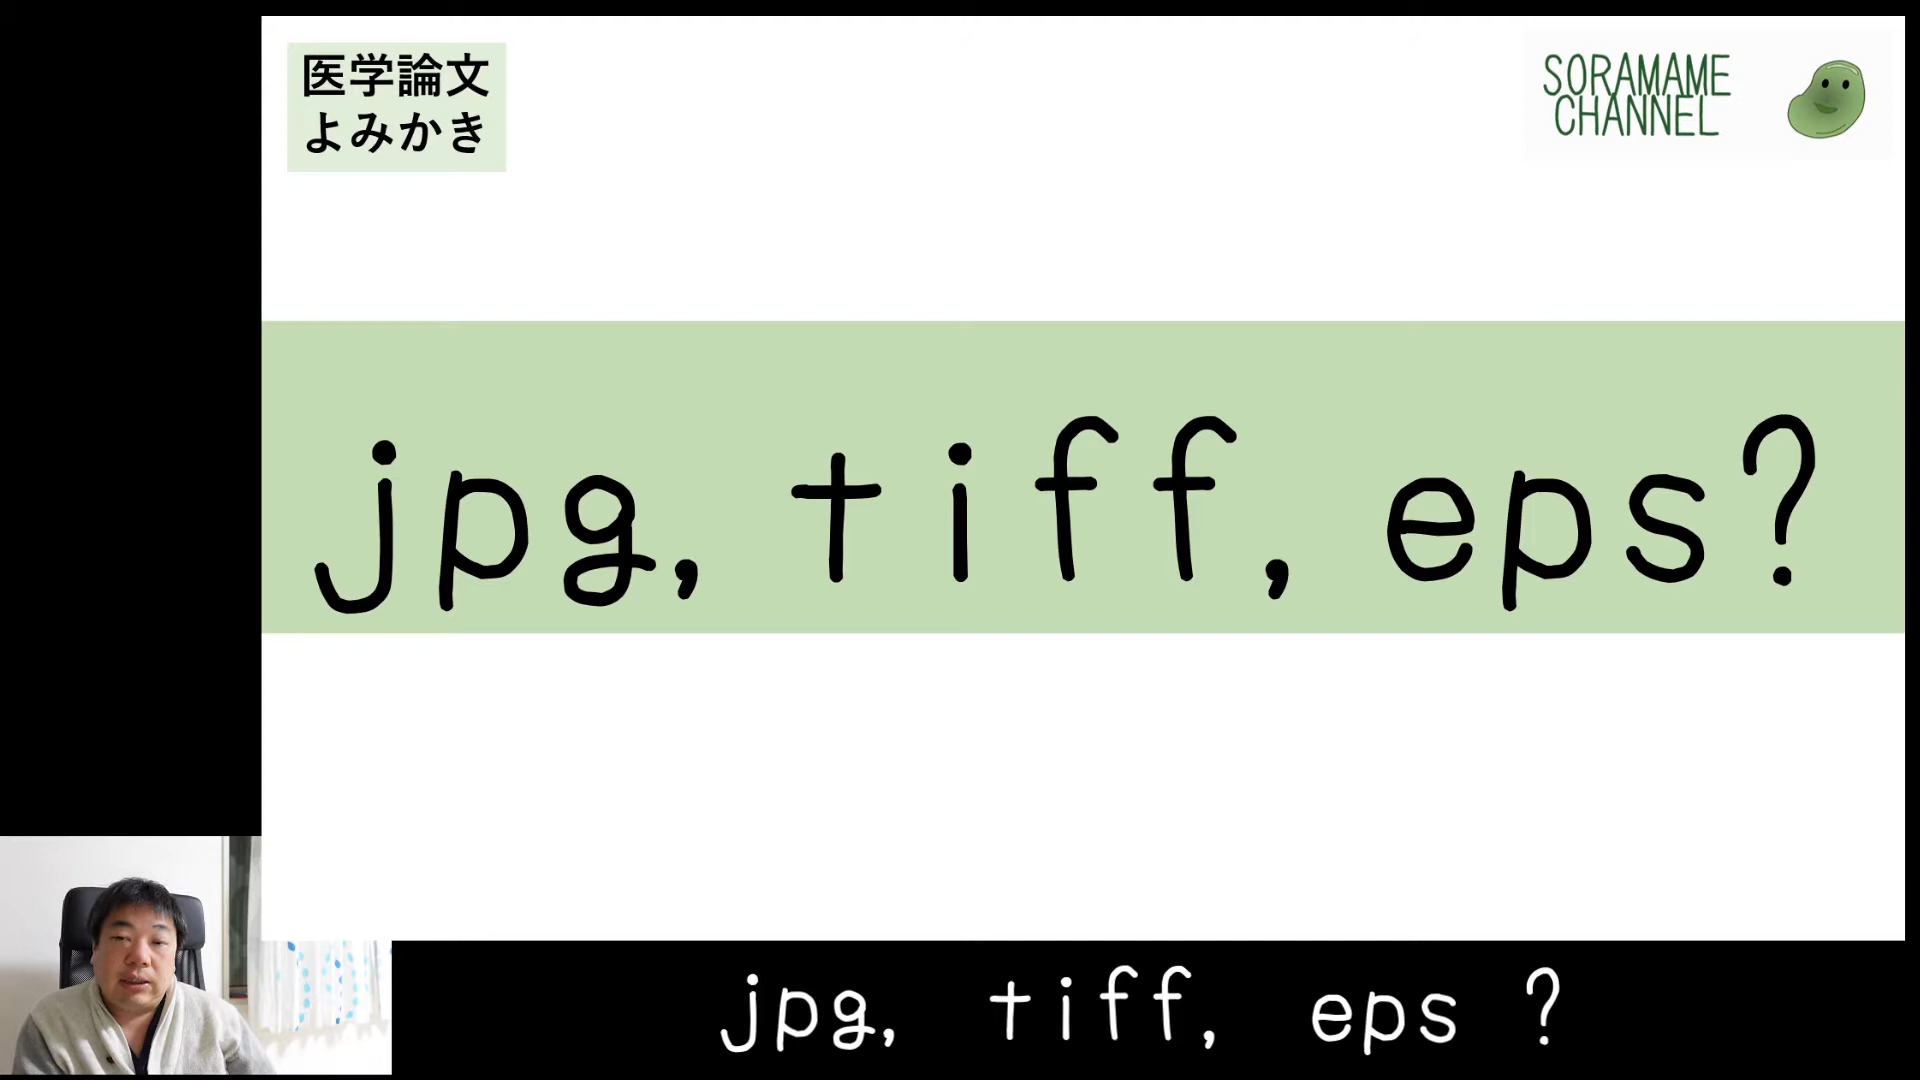 医学論文
よみかき
SORAMAME
CHANNEL
jpg, tiff, eps?
jpg, tiff, eps ?